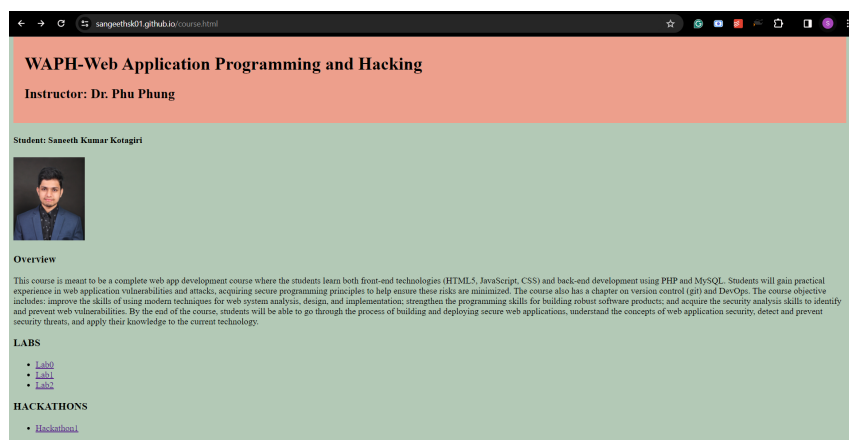 sangeethsk01.github.io/course.html
WAPH-Web Application Programming and Hacking
Instructor: Dr. Phu Phung
Student: Saneeth Kumar Kotagiri
Overview
This course is meant to be a complete web app development course where the students learn both front-end technologies (HTML5, JavaScript, CSS) and back-end development using PHP and MySQL. Students will gain practical
experience in web application vulnerabilities and attacks, acquiring secure programming principles to help ensure these risks are minimized. The course also has a chapter on version control (git) and DevOps. The course objective
includes: improve the skills of using modern techniques for web system analysis, design, and implementation; strengthen the programming skills for building robust software products; and acquire the security analysis skills to identify
and prevent web vulnerabilities. By the end of the course, students will be able to go through the process of building and deploying secure web applications, understand the concepts of web application security, detect and prevent
security threats, and apply their knowledge to the current technology.
LABS
• Lab0
• Lab1
• Lab2
HACKATHONS
• Hackathon1